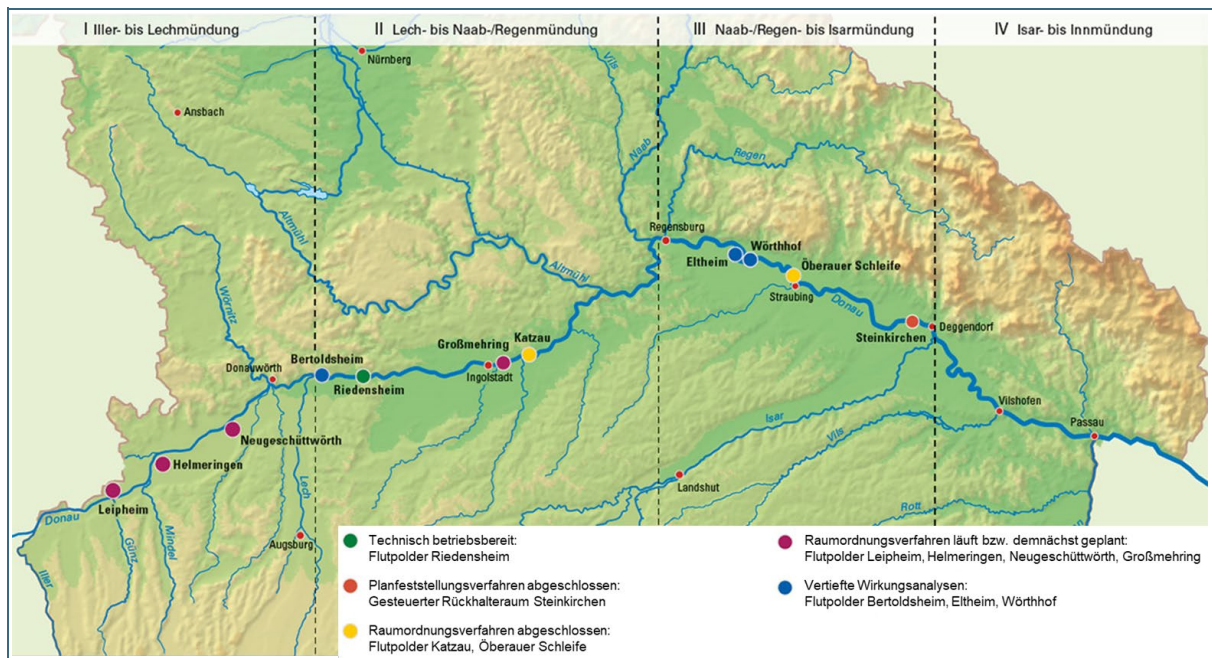 I Iller- bis Lechmündung
II Lech- bis Naab-/Regenmündung
III Naab-/Regen- bis Isarmündung
IV Isar- bis Innmündung
Nürnberg
Vils
Ansbach
Naab
Regen
Altmühl
Regensburg
Wörthhof
Eltheim
Altmühl
Öberauer Schleife
Straubing
Donau
Wörnitz
Katzau
Großmehring
Steinkirchen
Deggendorf
Bertoldsheim
Donauwörth
Ingolstadt
Riedensheim
Vilshofen
Isar
Vils
Passau
Neugeschüttwörth
Helmeringen
Lech
Landshut
Leipheim
Rott
Donau
Mindel
Günz
Augsburg
Iller
Technisch betriebsbereit:
Flutpolder Riedensheim
Planfeststellungsverfahren abgeschlossen:
Gesteuerter Rückhalteraum Steinkirchen
Raumordnungsverfahren abgeschlossen:
Flutpolder Katzau, Öberauer Schleife
Raumordnungsverfahren läuft bzw. demnächst geplant:
Flutpolder Leipheim, Helmeringen, Neugeschüttwörth, Großmehring
Vertiefte Wirkungsanalysen:
Flutpolder Bertoldsheim, Eltheim, Wörthhof